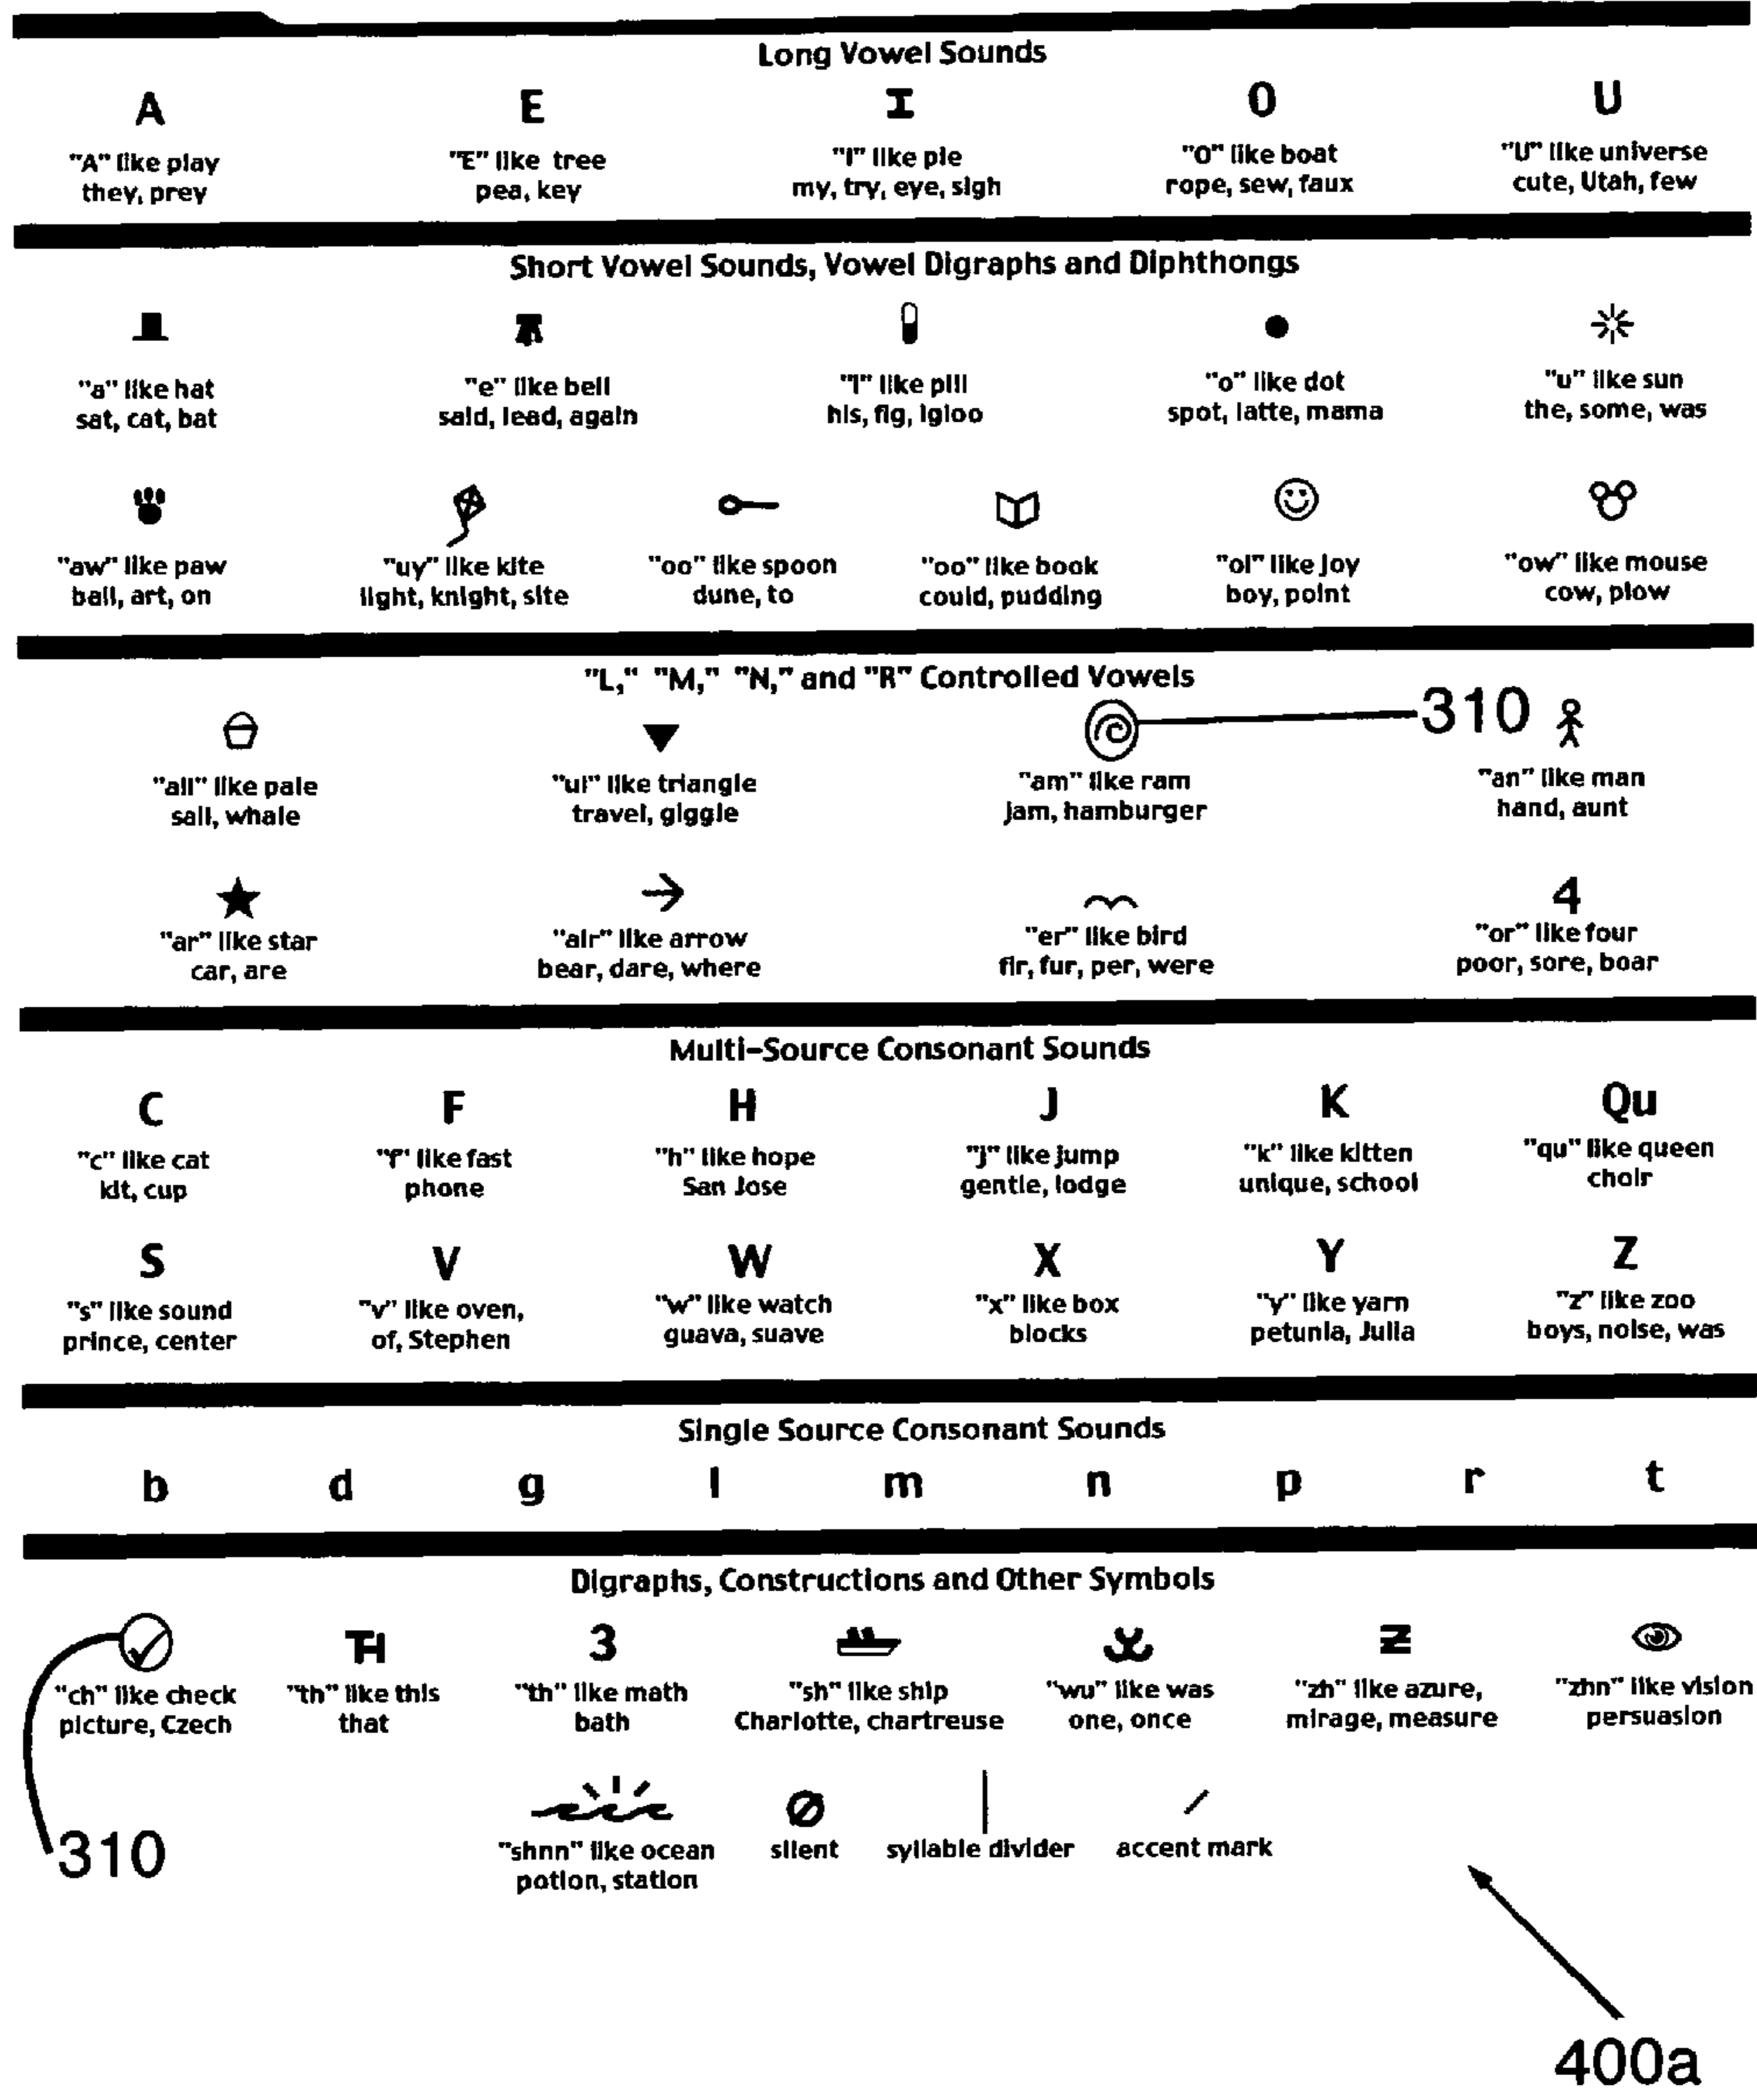 Long Vowel Sounds
A E I O U
"A" like play "E" like tree "I" like pie "O" like boat "U" like universe
they, prey pea, key my, try, eye, sigh rope, sew, faux cute, Utah, few
Short Vowel Sounds, Vowel Digraphs and Diphthongs
"a" like hat "e" like bell "i" like pill "o" like dot "u" like sun
sat, cat, bat said, lead, again his, fig, igloo spot, latte, mama the, some, was
"aw" like paw "uy" like kite "oo" like spoon "oo" like book "oi" like joy "ow" like mouse
ball, art, on light, knight, site dune, to could, pudding boy, point cow, plow
"L," "M," "N," and "R" Controlled Vowels
310
"ail" like pale "ul" like triangle "am" like ram "an" like man
sail, whale travel, giggle jam, hamburger hand, aunt
4
"ar" like star "air" like arrow "er" like bird "or" like four
car, are bear, dare, where fir, fur, per, were poor, sore, boar
Multi-Source Consonant Sounds
C F H J K Qu
"c" like cat "f" like fast "h" like hope "j" like jump "k" like kitten "qu" like queen
kit, cup phone San Jose gentle, lodge unique, school choir
S V W X Y Z
"s" like sound "v" like oven, "w" like watch "x" like box "y" like yarn "z" like zoo
prince, center of, Stephen guava, suave blocks petunia, Julia boys, noise, was
Single Source Consonant Sounds
b d g l m n p r t
Digraphs, Constructions and Other Symbols
TH 3
"ch" like check "th" like this "th" like math "sh" like ship "wu" like was "zh" like azure, "zhn" like vision
picture, Czech that bath Charlotte, chartreuse one, once mirage, measure persuasion
310
"shnn" like ocean silent syllable divider accent mark
potion, station
400a